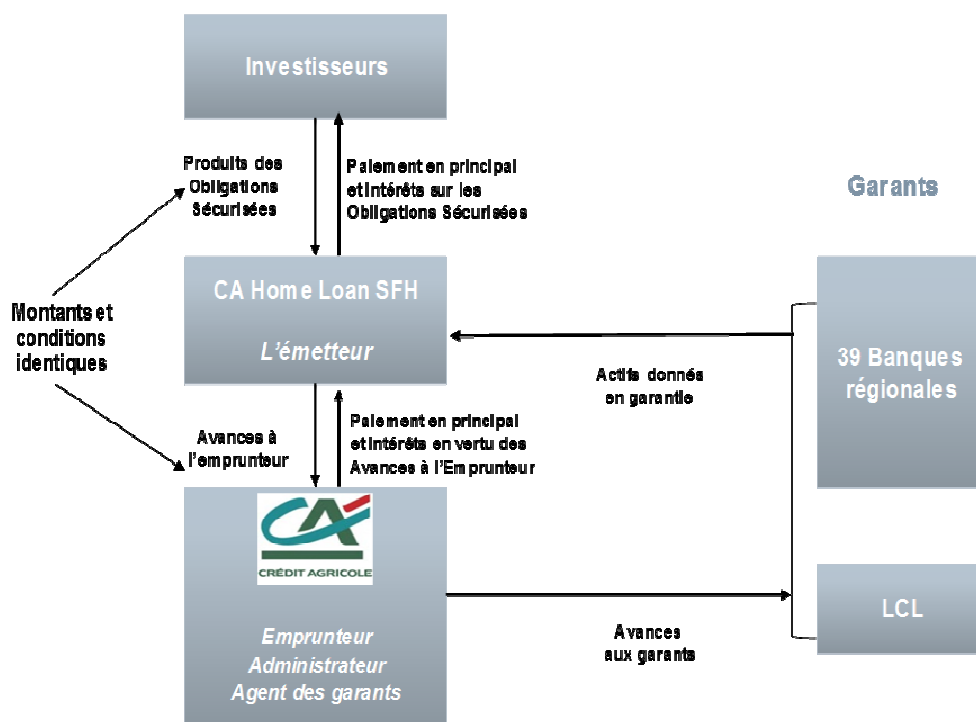 Investisseurs
Produits des
Obligations
Sécurisées
Paiement en principal
et intérêts sur les
Obligations Sécurisées
Garants
CA Home Loan SFH
L'émetteur
Montants et
conditions
identiques
39 Banques
régionales
Actifs donnés
en garantie
Avances à
l'emprunteur
Paiement en principal
et intérêts en vertu des
Avances à l'Emprunteur
CA
CRÉDIT AGRICOLE
Emprunteur
Administrateur
Agent des garants
Avances
aux garants
LCL